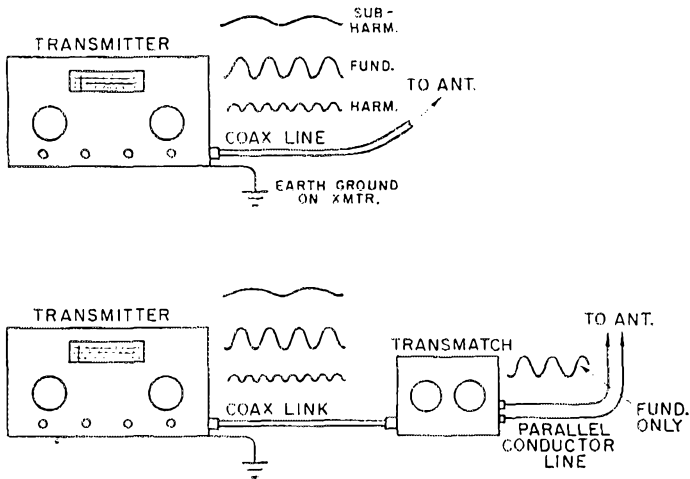 SUB-
HARM.
TRANSMITTER
FUND.
TO ANT.
HARM.
COAX LINE
EARTH GROUND
ON XMTR.
TRANSMITTER
TO ANT.
TRANSMATCH
COAX LINK
FUND.
ONLY
PARALLEL
CONDUCTOR
LINE